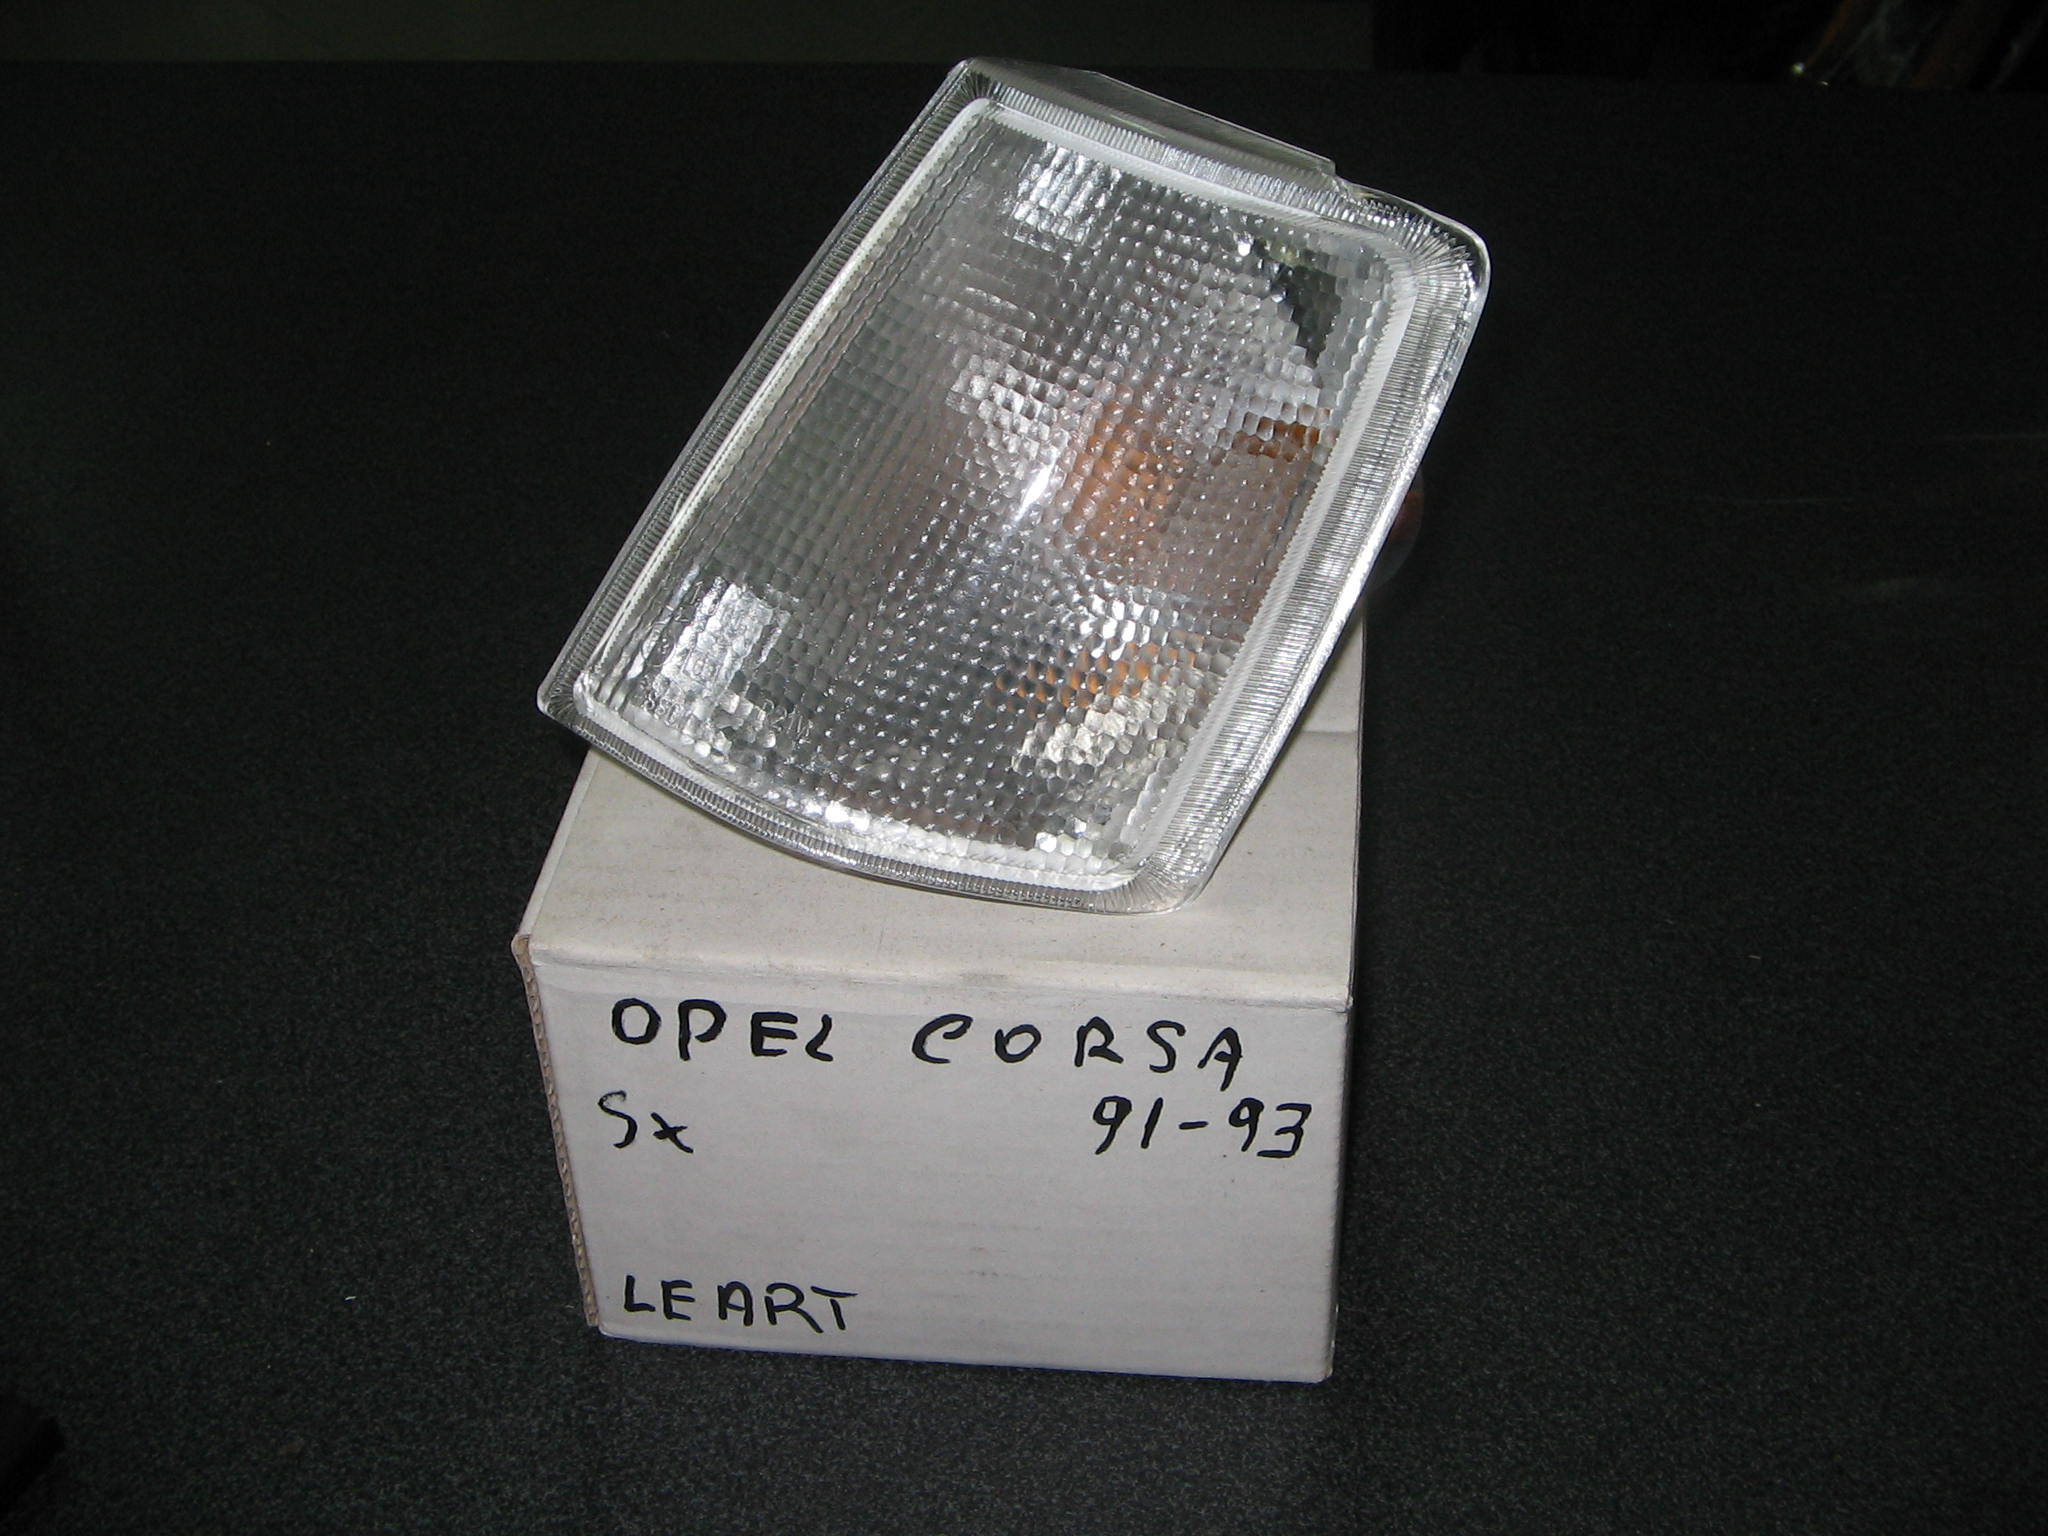 OPEL CORSA
Sx 91-93
LEART